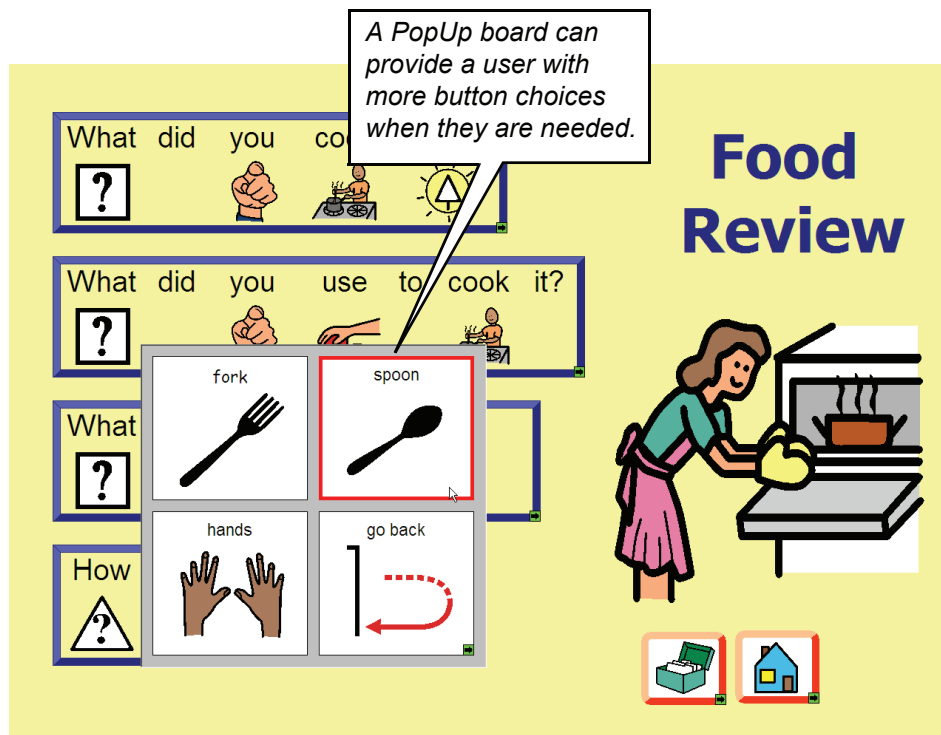 A PopUp board can
provide a user with
more button choices
when they are needed.
What did you co
Food
Review
What did you use to cook it?
fork
spoon
What
hands
go back
How